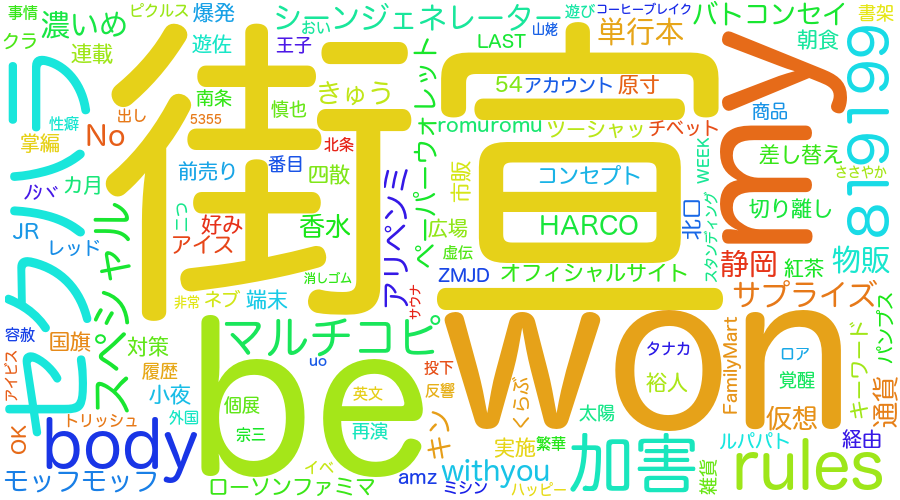 事情 ピクルス 爆発 シーンジェネレーター 遊び コーヒーブレイク バトコンセイ 書架
クラ 濃いめ おい 山姥 単行本 朝食
連載 遊佐 王子 LAST
セクハラ 街宣 my 819199
南条 慎也 きゅう 54 アカウント 原寸
性癖 出し 5355 ペーパーウォレット romuromu ツーシャッ チベット 商品
掌編 No 北条 WEEK 差し替え
ノジベ カ月 前売り 番目 四散 アリペンミ 市販 コンセプト ささやか
スペシャル 二つ 好み 香水 広場 HARCO 北口 切り離し
JR レッド アイス 虚伝 スタンディング 静岡 紅茶 物販
消しゴム ZMJD オフィシャルサイト
非常 ネブ 端末 サウナ サプライズ
容赦 国旗 対策 マルチコピ be won パンプス
アイビス 履歴 uo 投下 タナカ ロア FamilyMart キーワード 通貨
小夜 英文 反響 裕人 覚醒
OK トリッシュ 外国 個展 くらぶ 太陽 仮想
body 宗三 再演 キン 実施 繁華 加害 ルパパト 経由
モッフモッフ イベ amz withyou 雑貨 rules
ローソンファミマ ミシン ハッピー